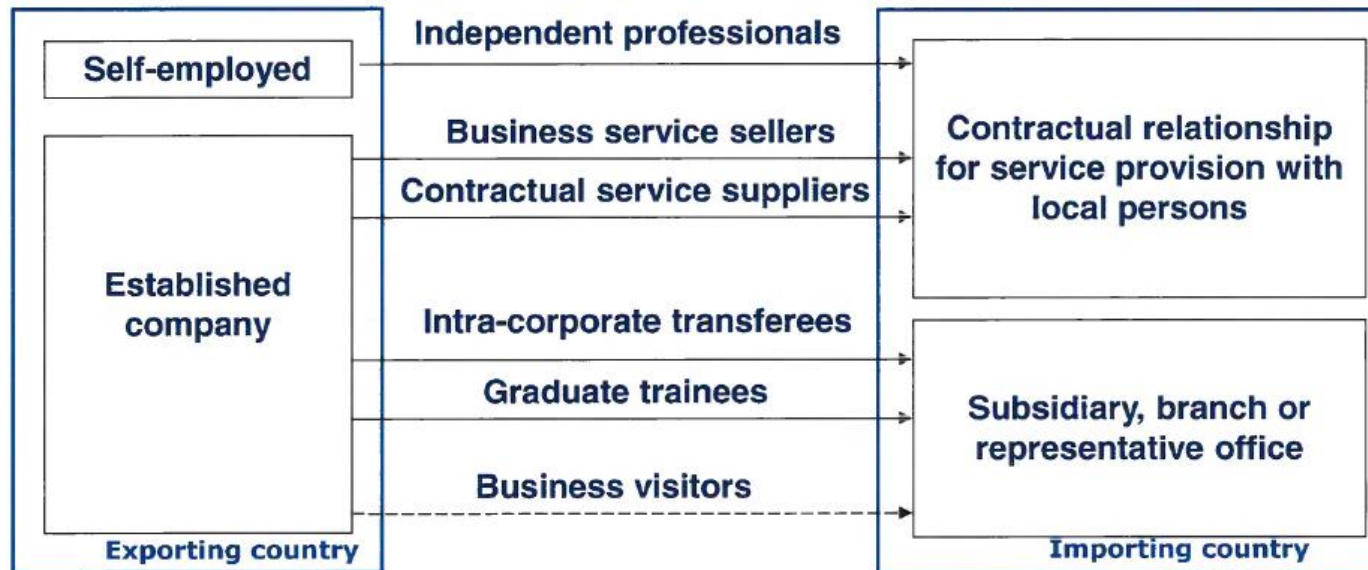 Independent professionals
Self-employed
Business service sellers
Contractual service suppliers
Contractual relationship
for service provision with
local persons
Established
company
Intra-corporate transferees
Graduate trainees
Business visitors
Subsidiary, branch or
representative office
Exporting country
Importing country